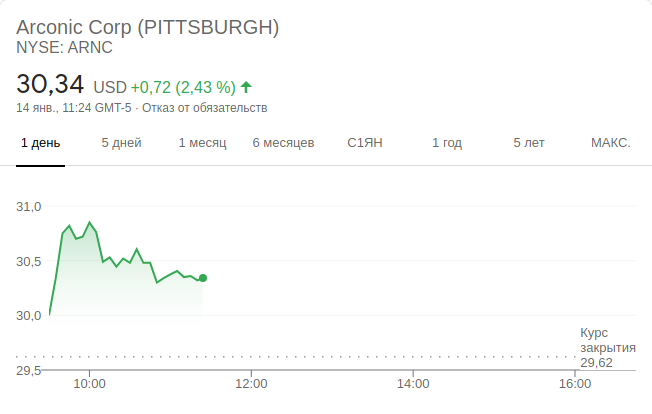 Arconic Corp (PITTSBURGH)
NYSE: ARNC
30,34 USD +0,72 (2,43 %)
14 янв., 11:24 GMT-5 · Отказ от обязательств
1 день 5 дней 1 месяц 6 месяцев С1ЯН 1 год 5 лет МАКС.
31,0
30,5
30,0
Курс
закрытия
29,62
29,5
10:00 12:00 14:00 16:00